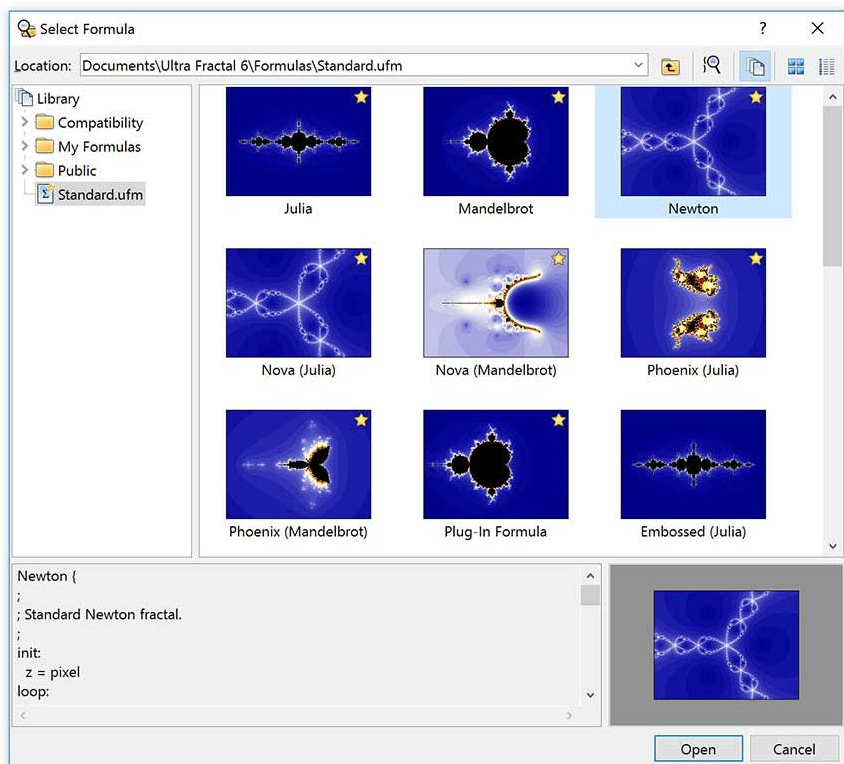 Select Formula
?
Location: Documents\Ultra Fractal 6\Formulas\Standard.ufm
Library
Compatibility
My Formulas
Public
Standard.ufm
Julia
Mandelbrot
Newton
Nova (Julia)
Nova (Mandelbrot)
Phoenix (Julia)
Phoenix (Mandelbrot)
Plug-In Formula
Embossed (Julia)
Newton {
;
; Standard Newton fractal.
;
init:
z = pixel
loop:
Open
Cancel